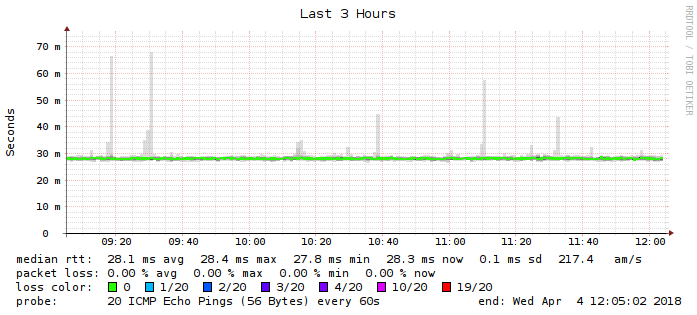 Last 3 Hours
RRDTOOL / TOBI OETIKER
Seconds
70 m
60 m
50 m
40 m
30 m
20 m
10 m
0
09:20 09:40 10:00 10:20 10:40 11:00 11:20 11:40 12:00
median rtt: 28.1 ms avg 28.4 ms max 27.8 ms min 28.3 ms now 0.1 ms sd 217.4 am/s
packet loss: 0.00 % avg 0.00 % max 0.00 % min 0.00 % now
loss color: 0 1/20 2/20 3/20 4/20 10/20 19/20
probe: 20 ICMP Echo Pings (56 Bytes) every 60s end: Wed Apr 4 12:05:02 2018